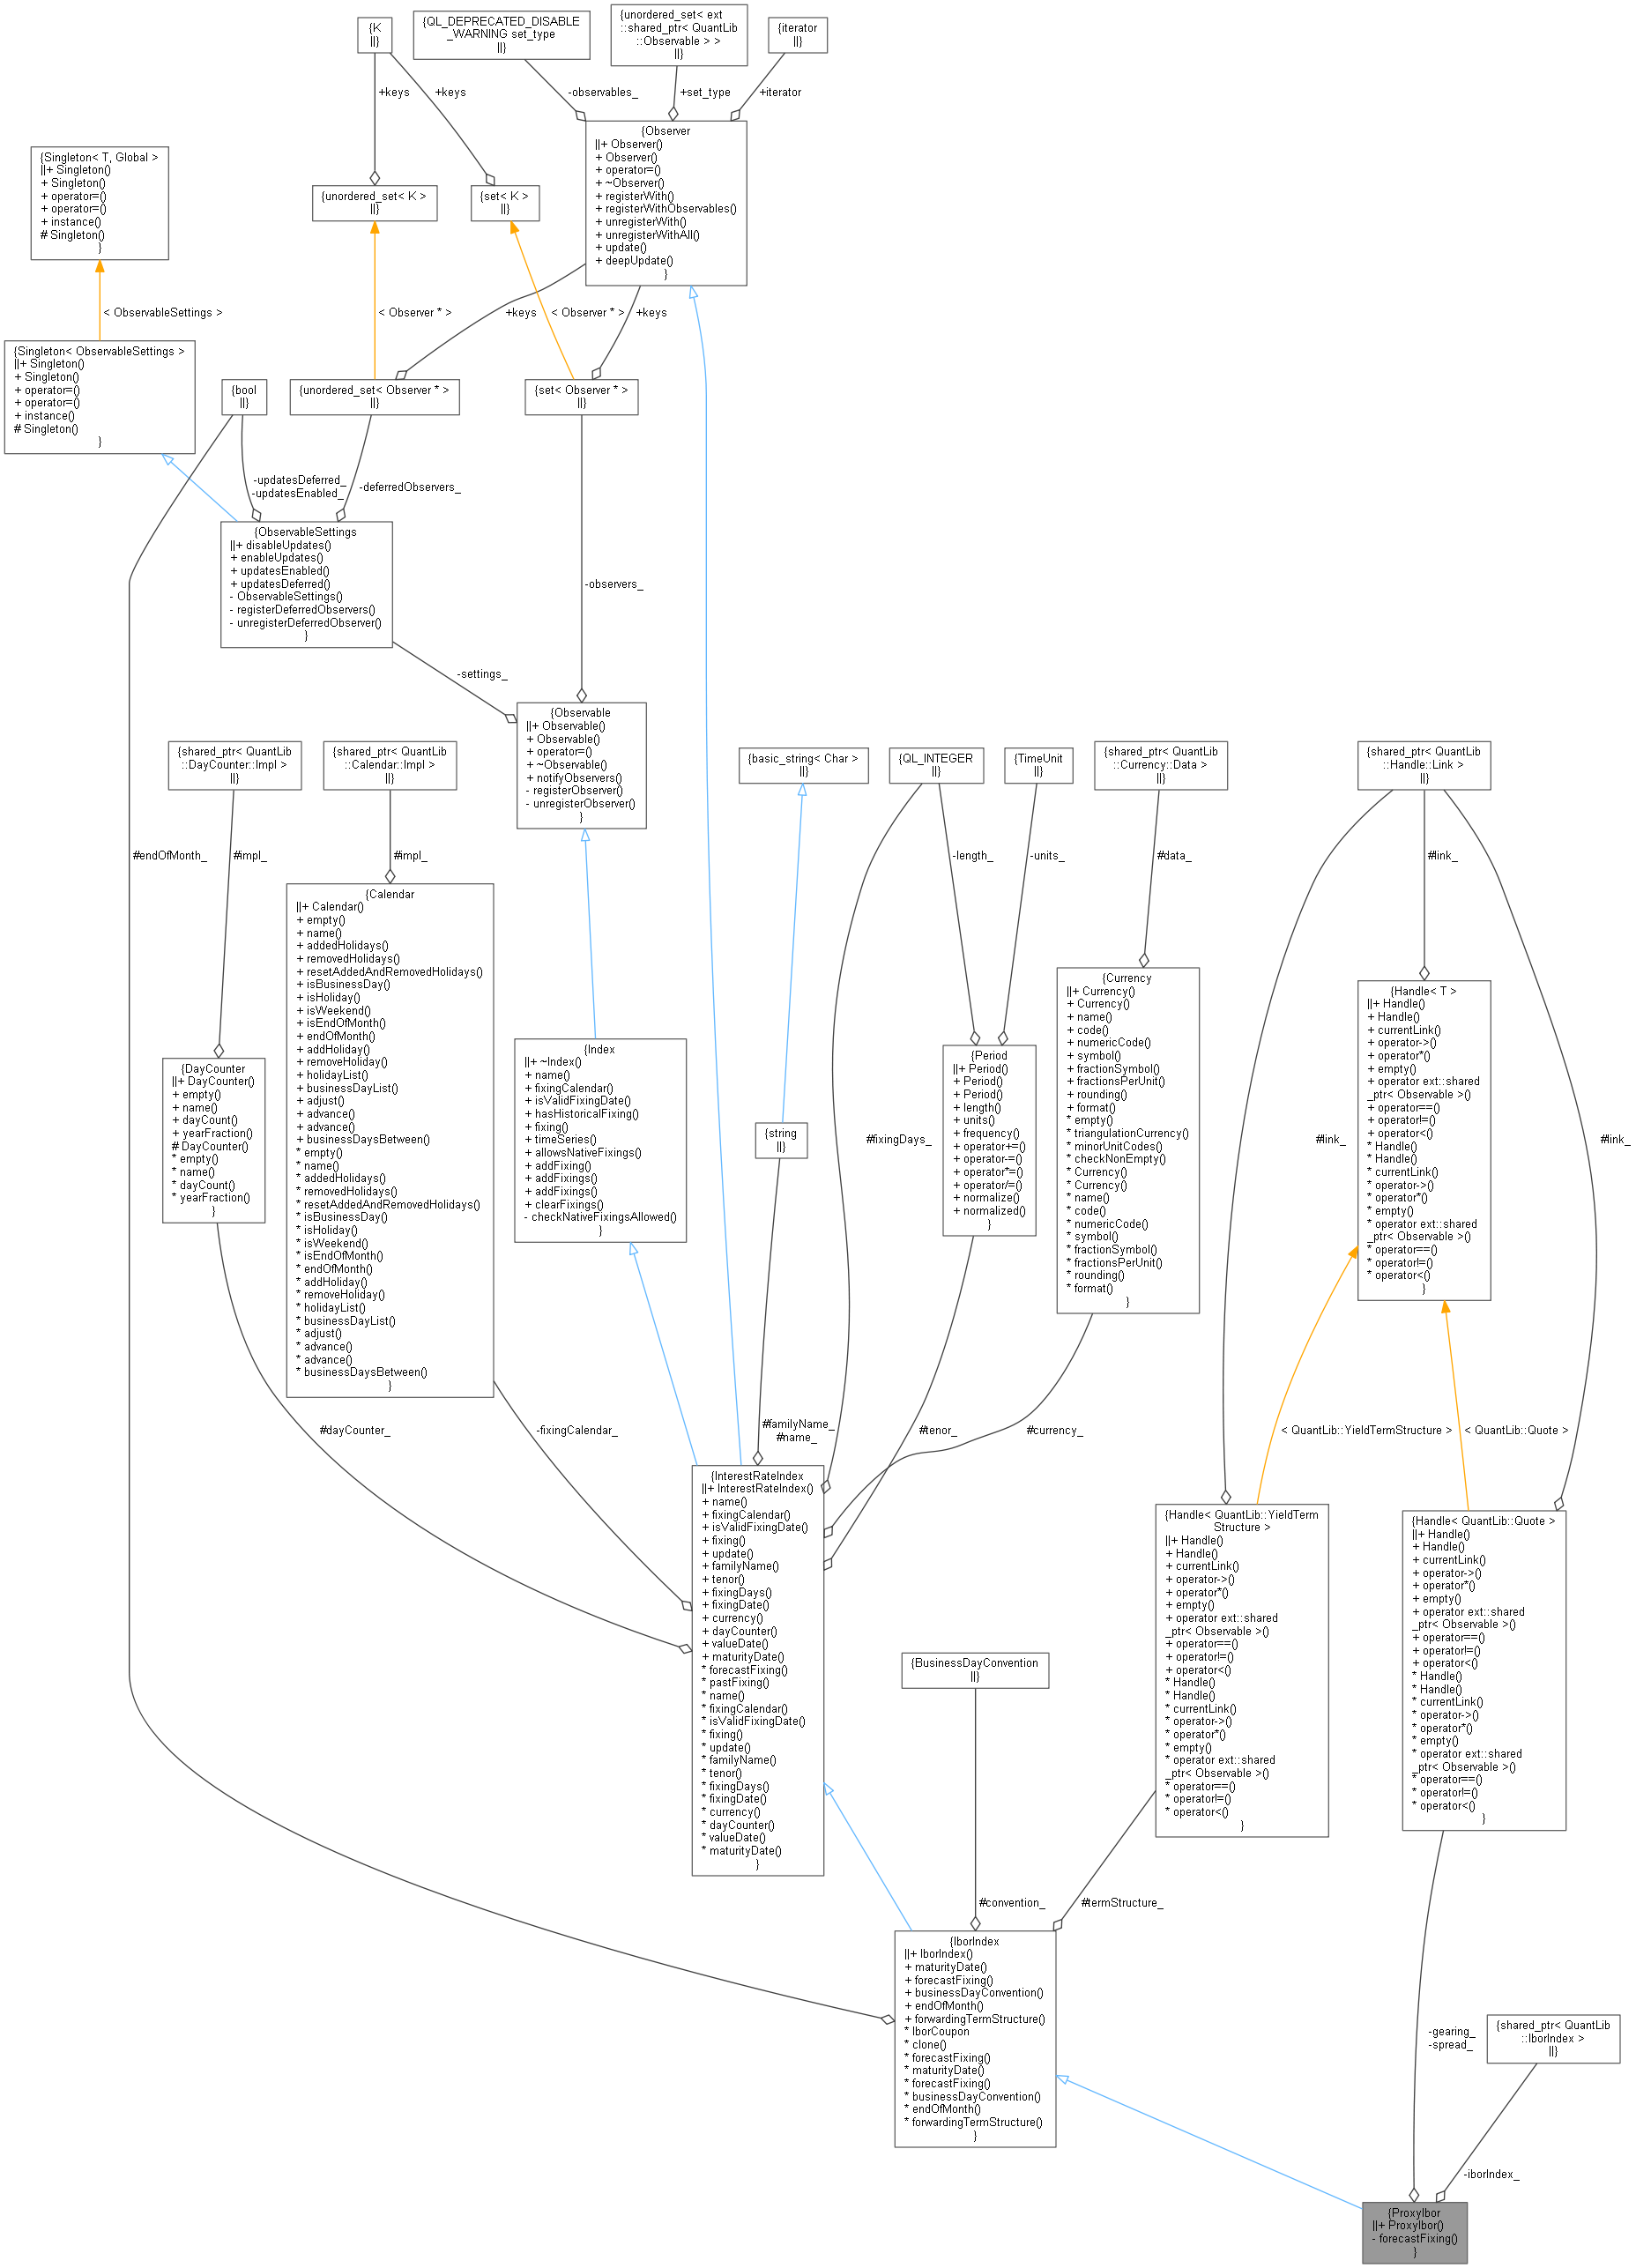 {K
||}
{QL_DEPRECATED_DISABLE
_WARNING set_type
||}
{unordered_set< ext
::shared_ptr< QuantLib
::Observable > >
||}
{iterator
||}
+keys
+keys
-observables_
+set_type
+iterator
{Singleton< T, Global >
||+ Singleton()
+ Singleton()
+ operator=()
+ operator=()
+ instance()
# Singleton()
}
{unordered_set< K >
||}
{set< K >
||}
{Observer
||+ Observer()
+ Observer()
+ operator=()
+ ~Observer()
+ registerWith()
+ registerWithObservables()
+ unregisterWith()
+ unregisterWithAll()
+ update()
+ deepUpdate()
}
< ObservableSettings >
< Observer * >
+keys
< Observer * >
+keys
{Singleton< ObservableSettings >
||+ Singleton()
+ Singleton()
+ operator=()
+ operator=()
+ instance()
# Singleton()
}
{bool
||}
{unordered_set< Observer * >
||}
{set< Observer * >
||}
-updatesDeferred_
-updatesEnabled_
-deferredObservers_
{ObservableSettings
||+ disableUpdates()
+ enableUpdates()
+ updatesEnabled()
+ updatesDeferred()
- ObservableSettings()
- registerDeferredObservers()
- unregisterDeferredObserver()
}
-observers_
-settings_
{Observable
||+ Observable()
+ Observable()
+ operator=()
+ ~Observable()
+ notifyObservers()
- registerObserver()
- unregisterObserver()
}
{shared_ptr< QuantLib
::DayCounter::Impl >
||}
{shared_ptr< QuantLib
::Calendar::Impl >
||}
{basic_string< Char >
||}
{QL_INTEGER
||}
{TimeUnit
||}
{shared_ptr< QuantLib
::Currency::Data >
||}
{shared_ptr< QuantLib
::Handle::Link >
||}
#endOfMonth_
#impl_
#impl_
-length_
-units_
#data_
#link_
{Calendar
||+ Calendar()
+ empty()
+ name()
+ addedHolidays()
+ removedHolidays()
+ resetAddedAndRemovedHolidays()
+ isBusinessDay()
+ isHoliday()
+ isWeekend()
+ isEndOfMonth()
+ endOfMonth()
+ addHoliday()
+ removeHoliday()
+ holidayList()
+ businessDayList()
+ adjust()
+ advance()
+ advance()
+ businessDaysBetween()
* empty()
* name()
* addedHolidays()
* removedHolidays()
* resetAddedAndRemovedHolidays()
* isBusinessDay()
* isHoliday()
* isWeekend()
* isEndOfMonth()
* endOfMonth()
* addHoliday()
* removeHoliday()
* holidayList()
* businessDayList()
* adjust()
* advance()
* advance()
* businessDaysBetween()
}
{DayCounter
||+ DayCounter()
+ empty()
+ name()
+ dayCount()
+ yearFraction()
# DayCounter()
* empty()
* name()
* dayCount()
* yearFraction()
}
{Index
||+ ~Index()
+ name()
+ fixingCalendar()
+ isValidFixingDate()
+ hasHistoricalFixing()
+ fixing()
+ timeSeries()
+ allowsNativeFixings()
+ addFixing()
+ addFixings()
+ addFixings()
+ clearFixings()
- checkNativeFixingsAllowed()
}
{string
||}
#fixingDays_
{Period
||+ Period()
+ Period()
+ Period()
+ length()
+ units()
+ frequency()
+ operator+=()
+ operator-=()
+ operator*=()
+ operator/=()
+ normalize()
+ normalized()
}
{Currency
||+ Currency()
+ Currency()
+ name()
+ code()
+ numericCode()
+ symbol()
+ fractionSymbol()
+ fractionsPerUnit()
+ rounding()
+ format()
* empty()
* triangulationCurrency()
* minorUnitCodes()
* checkNonEmpty()
* Currency()
* Currency()
* name()
* code()
* numericCode()
* symbol()
* fractionSymbol()
* fractionsPerUnit()
* rounding()
* format()
}
#link_
{Handle< T >
||+ Handle()
+ Handle()
+ currentLink()
+ operator->()
+ operator*()
+ empty()
+ operator ext::shared
_ptr< Observable >()
+ operator==()
+ operator!=()
+ operator<()
* Handle()
* Handle()
* currentLink()
* operator->()
* operator*()
* empty()
* operator ext::shared
_ptr< Observable >()
* operator==()
* operator!=()
* operator<()
}
#link_
#dayCounter_
-fixingCalendar_
#familyName_
#name_
#tenor_
#currency_
< QuantLib::YieldTermStructure >
< QuantLib::Quote >
{InterestRateIndex
||+ InterestRateIndex()
+ name()
+ fixingCalendar()
+ isValidFixingDate()
+ fixing()
+ update()
+ familyName()
+ tenor()
+ fixingDays()
+ fixingDate()
+ currency()
+ dayCounter()
+ valueDate()
+ maturityDate()
* forecastFixing()
* pastFixing()
* name()
* fixingCalendar()
* isValidFixingDate()
* fixing()
* update()
* familyName()
* tenor()
* fixingDays()
* fixingDate()
* currency()
* dayCounter()
* valueDate()
* maturityDate()
}
{Handle< QuantLib::YieldTerm
Structure >
||+ Handle()
+ Handle()
+ currentLink()
+ operator->()
+ operator*()
+ empty()
+ operator ext::shared
_ptr< Observable >()
+ operator==()
+ operator!=()
+ operator<()
* Handle()
* Handle()
* currentLink()
* operator->()
* operator*()
* empty()
* operator ext::shared
_ptr< Observable >()
* operator==()
* operator!=()
* operator<()
}
{Handle< QuantLib::Quote >
||+ Handle()
+ Handle()
+ currentLink()
+ operator->()
+ operator*()
+ empty()
+ operator ext::shared
_ptr< Observable >()
+ operator==()
+ operator!=()
+ operator<()
* Handle()
* Handle()
* currentLink()
* operator->()
* operator*()
* empty()
* operator ext::shared
_ptr< Observable >()
* operator==()
* operator!=()
* operator<()
}
{BusinessDayConvention
||}
#convention_
#termStructure_
{IborIndex
||+ IborIndex()
+ maturityDate()
+ forecastFixing()
+ businessDayConvention()
+ endOfMonth()
+ forwardingTermStructure()
* IborCoupon
* clone()
* forecastFixing()
* maturityDate()
* forecastFixing()
* businessDayConvention()
* endOfMonth()
* forwardingTermStructure()
}
-gearing_
-spread_
{shared_ptr< QuantLib
::IborIndex >
||}
-iborIndex_
{ProxyIbor
||+ ProxyIbor()
- forecastFixing()
}